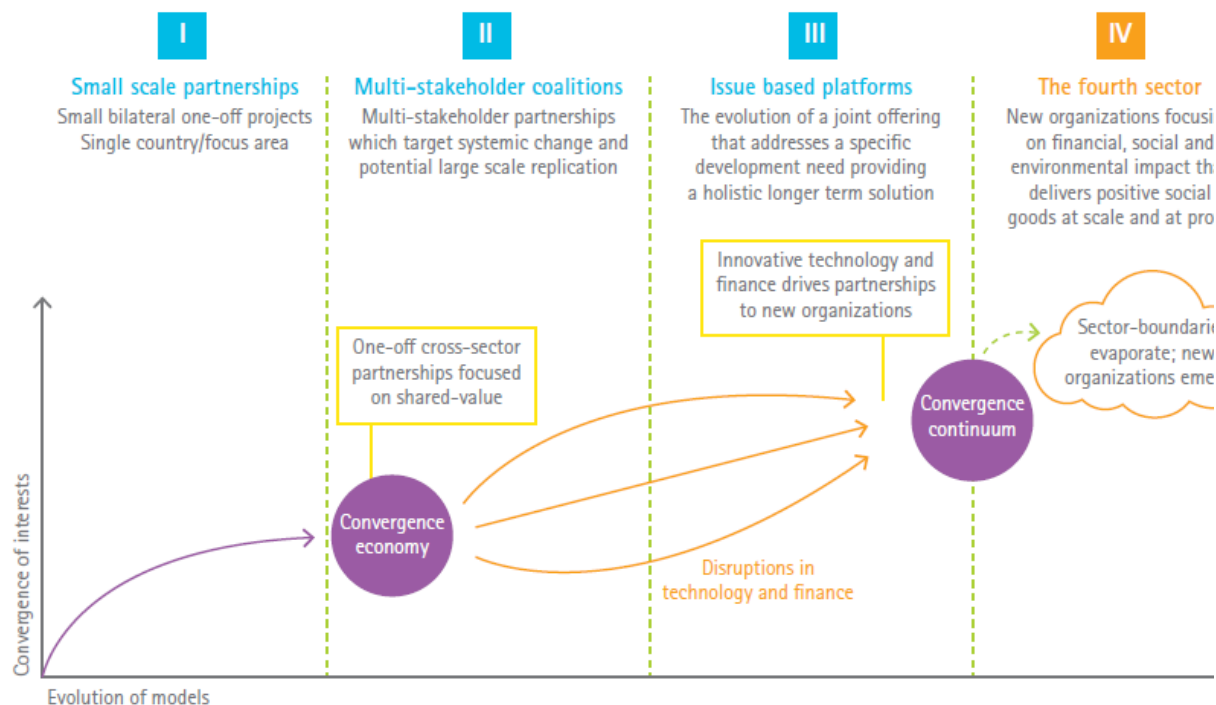 I
Small scale partnerships
Small bilateral one-off projects
Single country/focus area
II
Multi-stakeholder coalitions
Multi-stakeholder partnerships
which target systemic change and
potential large scale replication
III
Issue based platforms
The evolution of a joint offering
that addresses a specific
development need providing
a holistic longer term solution
IV
The fourth sector
New organizations focusi
on financial, social and
environmental impact tha
delivers positive social
goods at scale and at pro
Innovative technology and
finance drives partnerships
to new organizations
One-off cross-sector
partnerships focused
on shared-value
Sector-boundarie
evaporate; new
organizations eme
Convergence
continuum
Convergence
economy
Disruptions in
technology and finance
Convergence of interests
Evolution of models